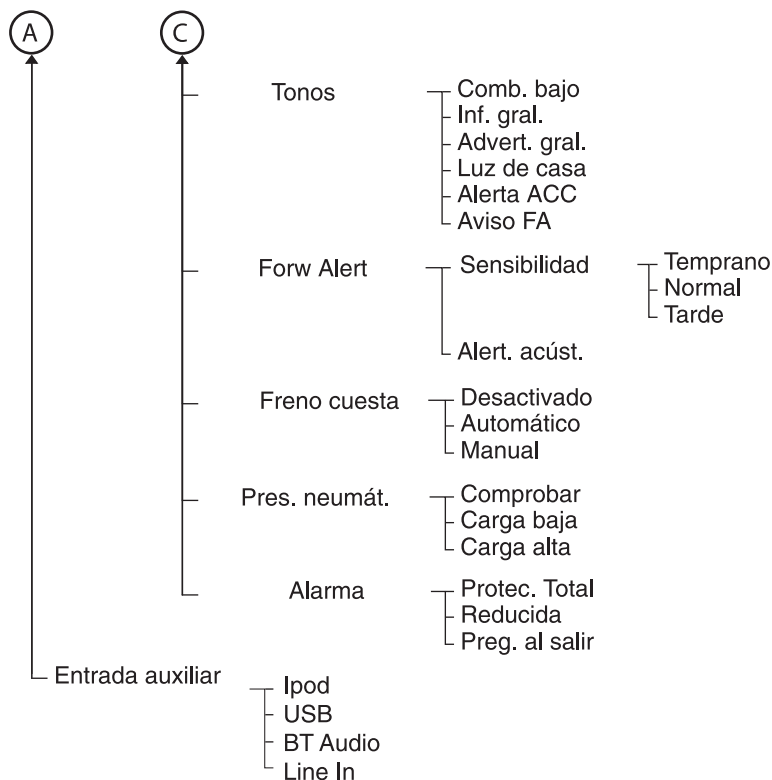 A
C
Tonos
Comb. bajo
Inf. gral.
Advert. gral.
Luz de casa
Alerta ACC
Aviso FA
Forw Alert
Sensibilidad
Temprano
Normal
Tarde
Alert. acúst.
Freno cuesta
Desactivado
Automático
Manual
Pres. neumát.
Comprobar
Carga baja
Carga alta
Alarma
Protec. Total
Reducida
Preg. al salir
Entrada auxiliar
Ipod
USB
BT Audio
Line In